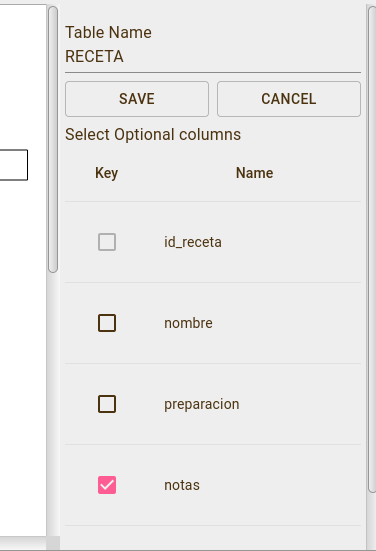 Table Name
RECETA
SAVE CANCEL
Select Optional columns
Key Name
id_receta
nombre
preparacion
notas